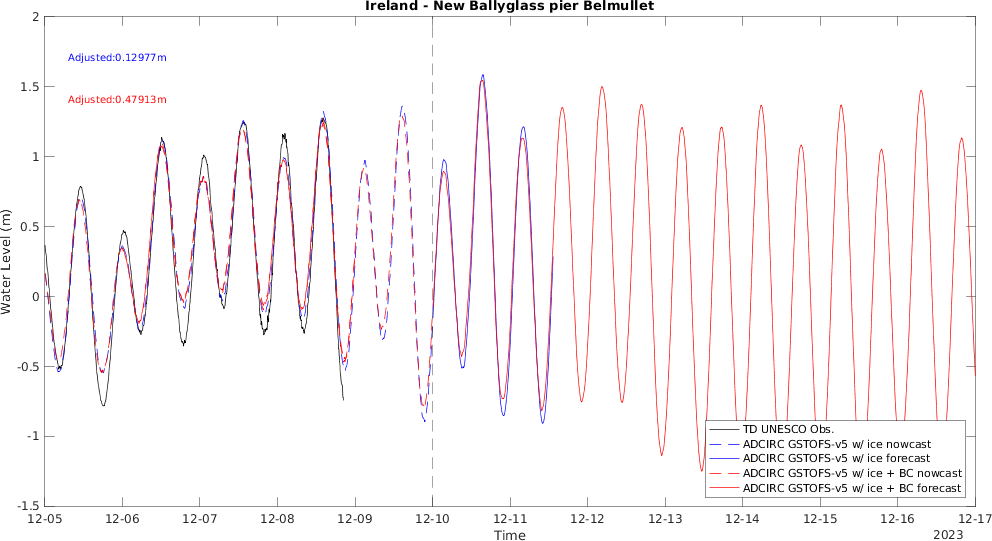 Ireland - New Ballyglass pier Belmullet
Adjusted:0.12977m
Adjusted:0.47913m
Water Level (m)
2
1.5
1
0.5
0
-0.5
-1
-1.5
TD UNESCO Obs.
ADCIRC GSTOFS-v5 w/ ice nowcast
ADCIRC GSTOFS-v5 w/ ice forecast
ADCIRC GSTOFS-v5 w/ ice + BC nowcast
ADCIRC GSTOFS-v5 w/ ice + BC forecast
12-05 12-06 12-07 12-08 12-09 12-10 12-11 12-12 12-13 12-14 12-15 12-16 12-17
Time
2023